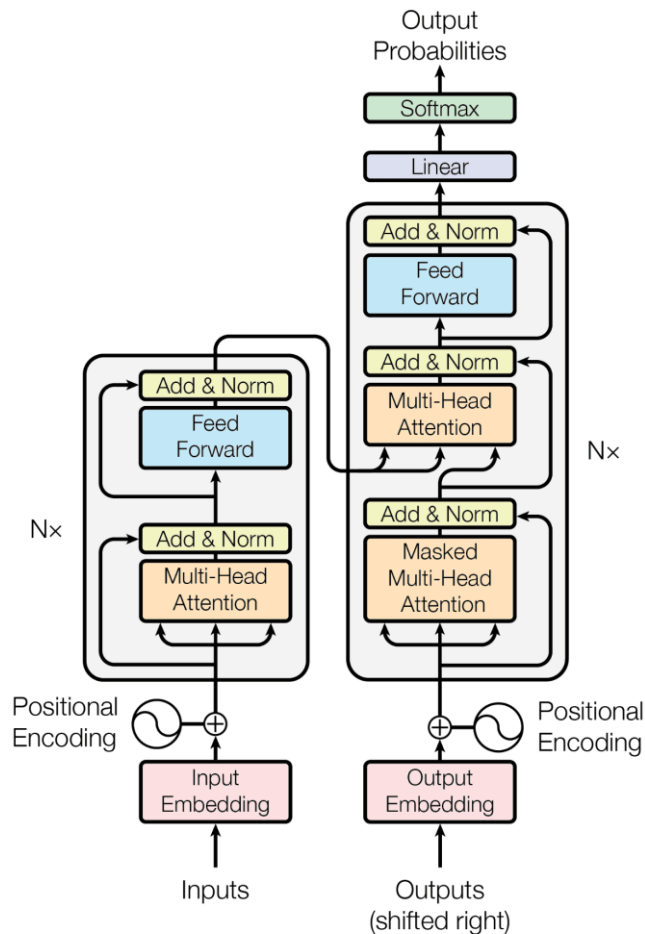 Output
Probabilities
Softmax
Linear
Add & Norm
Feed
Forward
Add & Norm
Multi-Head
Attention
Add & Norm
Masked
Multi-Head
Attention
N×
Add & Norm
Feed
Forward
Add & Norm
Multi-Head
Attention
N×
Positional
Encoding
Positional
Encoding
Input
Embedding
Output
Embedding
Inputs
Outputs
(shifted right)